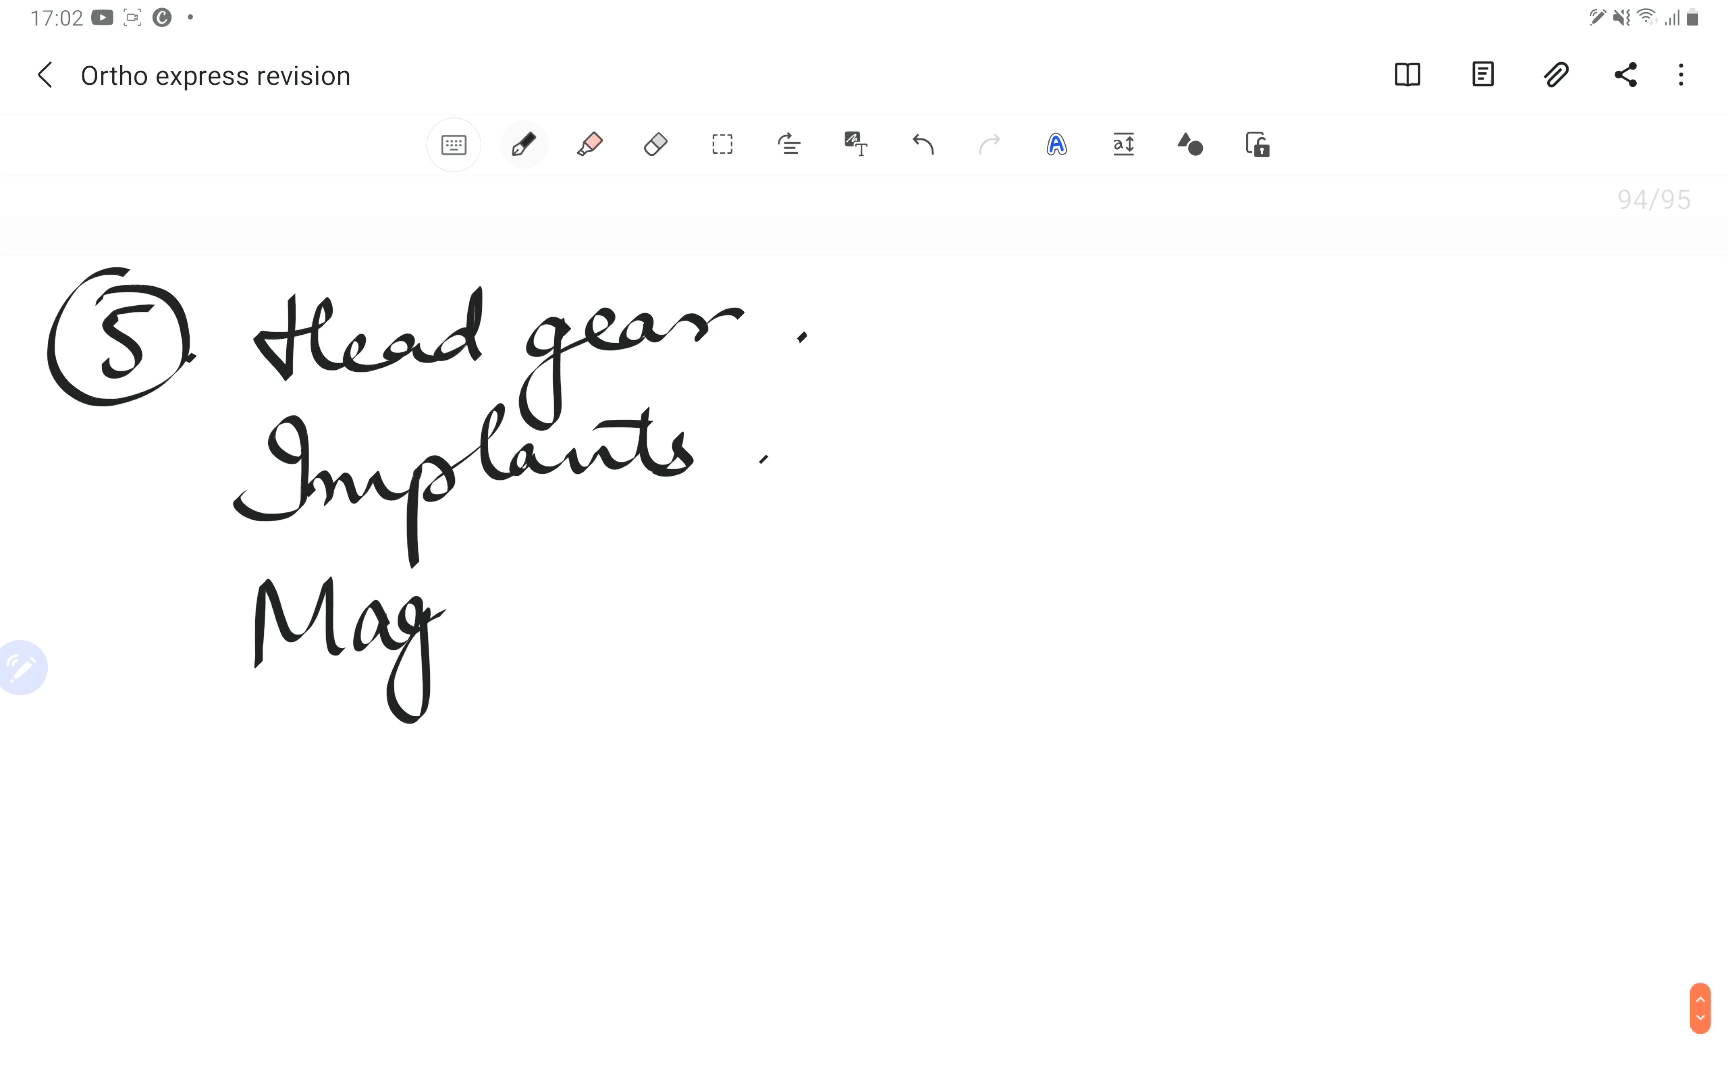 17:02
Ortho express revision
94/95
5. Head gear.
Implants.
Mag